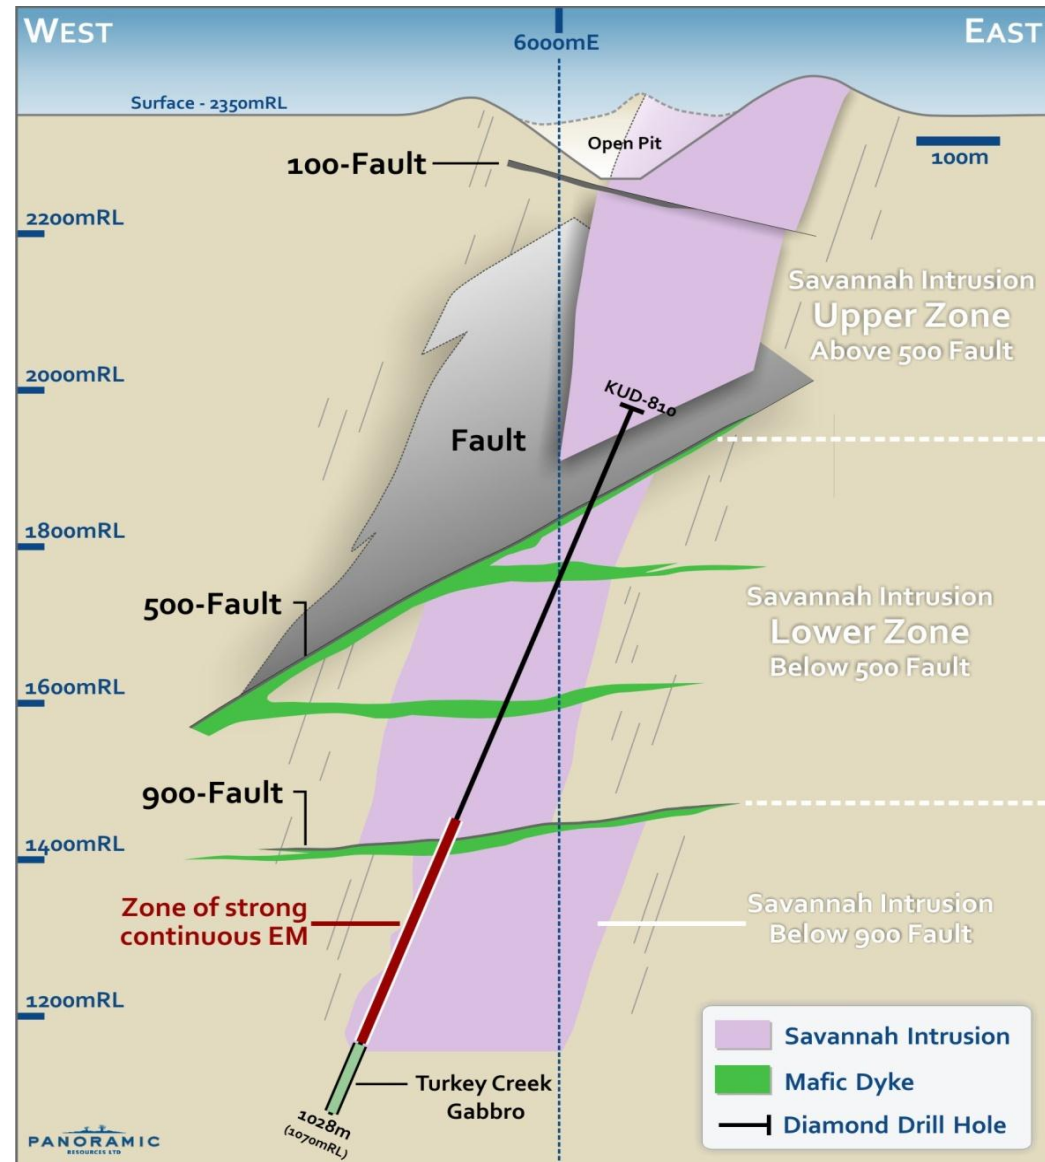 WEST
6000mE
EAST
Surface - 2350mRL
Open Pit
100m
100-Fault
2200mRL
Savannah Intrusion
Upper Zone
Above 500 Fault
2000mRL
KUD-810
Fault
1800mRL
500-Fault
Savannah Intrusion
Lower Zone
Below 500 Fault
1600mRL
900-Fault
1400mRL
Zone of strong
continuous EM
Savannah Intrusion
Below 900 Fault
1200mRL
Savannah Intrusion
Mafic Dyke
Diamond Drill Hole
Turkey Creek
Gabbro
1028m
(1070mRL)
PANORAMIC
RESOURCES LTD